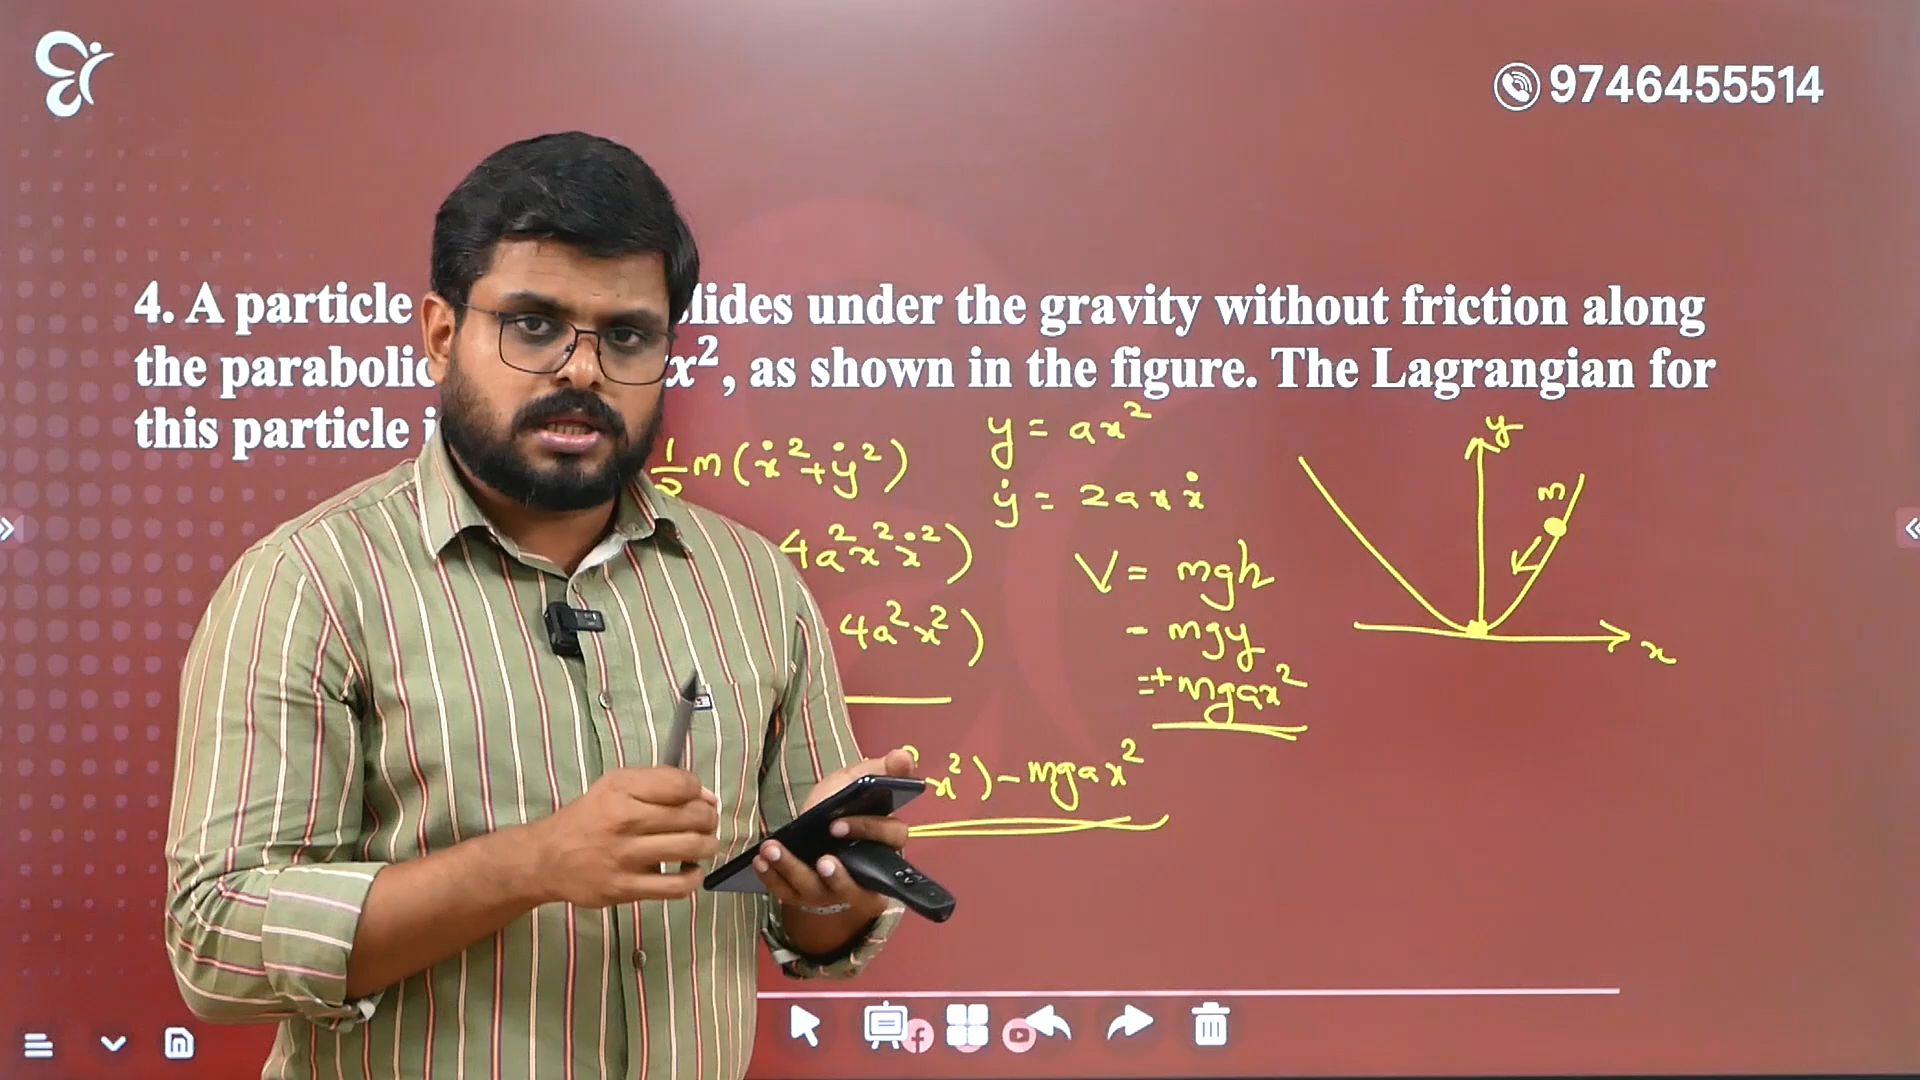 9746455514
4. A particle lides under the gravity without friction along
the parabolic x², as shown in the figure. The Lagrangian for
this particle i
y = ax²
½m(ẋ²+ẏ²)
ẏ = 2axẋ
4a²x²ẋ²)
V = mgh
4a²x²)
= mgy
=+mgax²
x²)-mgax²
y
m
x